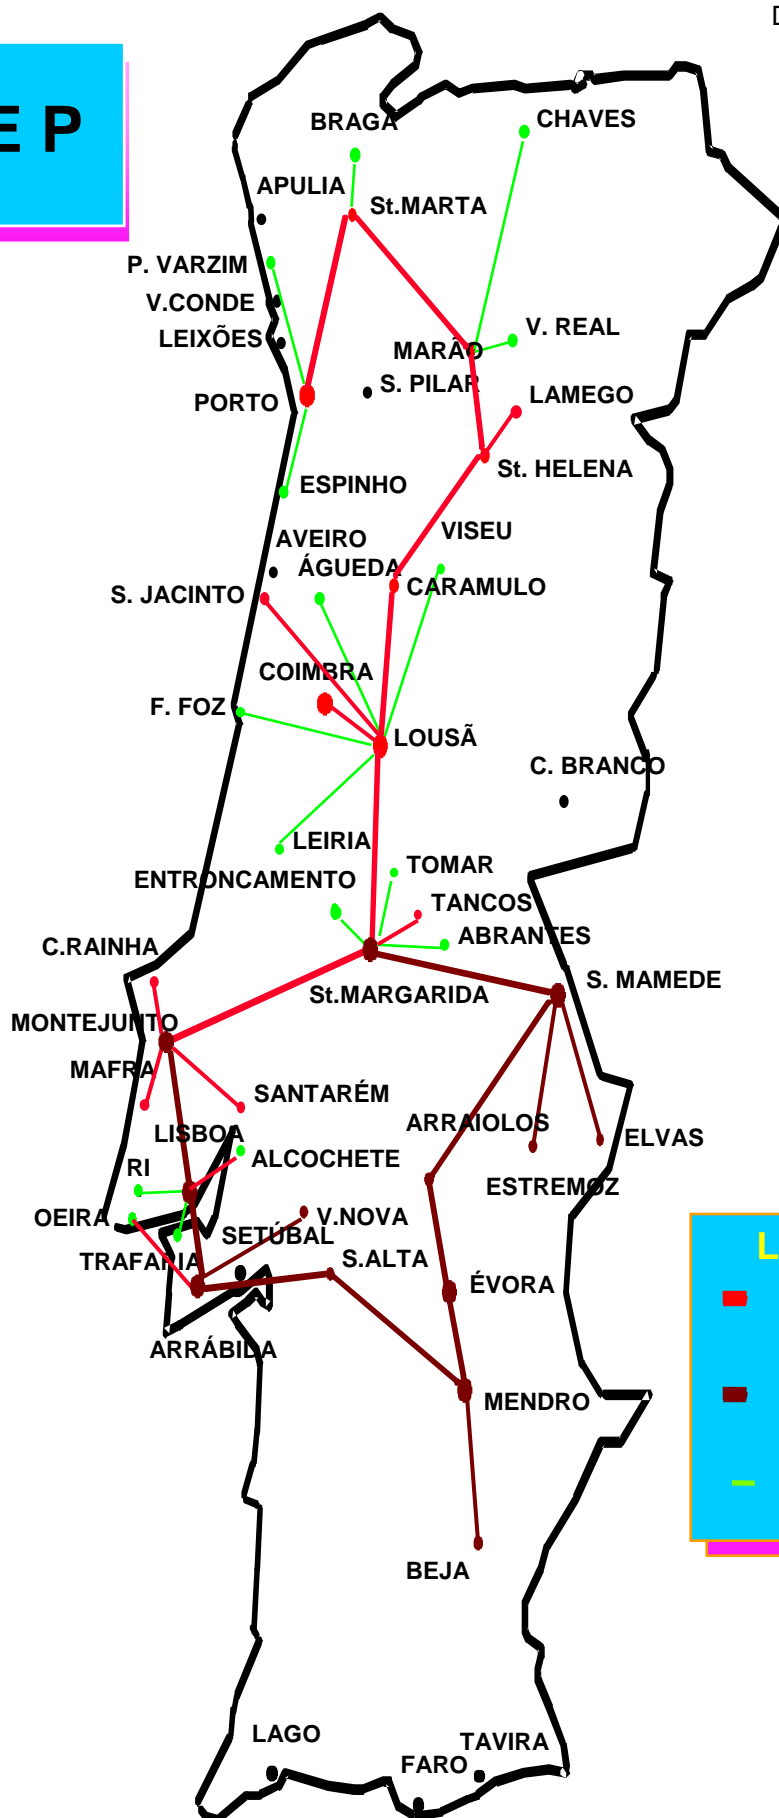 E P
BRAGA
CHAVES
APULIA
St.MARTA
P. VARZIM
V.CONDE
LEIXÕES
V. REAL
MARÃO
S. PILAR
LAMEGO
PORTO
St. HELENA
ESPINHO
VISEU
AVEIRO
ÁGUEDA
CARAMULO
S. JACINTO
COIMBRA
F. FOZ
LOUSÃ
C. BRANCO
LEIRIA
TOMAR
ENTRONCAMENTO
TANCOS
ABRANTES
C.RAINHA
S. MAMEDE
St.MARGARIDA
MONTEJUNTO
MAFRA
SANTARÉM
ARRAIOLOS
LISBOA
ELVAS
ALCOCHETE
RI
ESTREMOZ
OEIRA
V.NOVA
SETÚBAL
TRAFARIA
S.ALTA
L
ÉVORA
ARRÁBIDA
MENDRO
BEJA
LAGO
TAVIRA
FARO